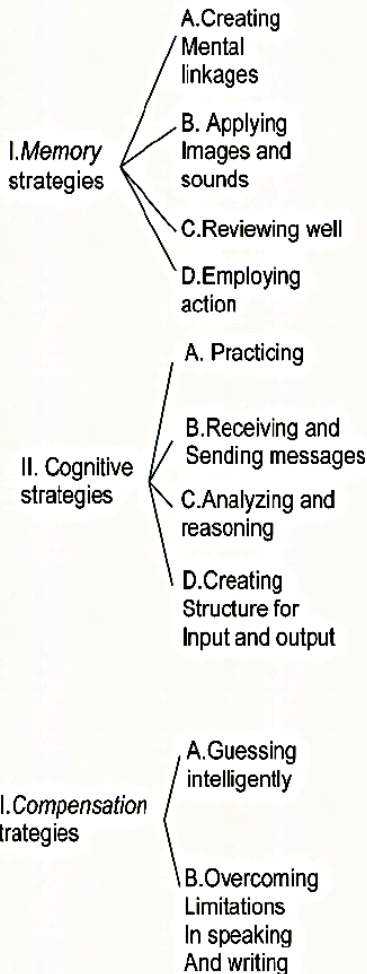 A.Creating
Mental
linkages
I.Memory
strategies
B. Applying
Images and
sounds
C.Reviewing well
D.Employing
action
A. Practicing
II. Cognitive
strategies
B.Receiving and
Sending messages
C.Analyzing and
reasoning
D.Creating
Structure for
Input and output
A.Guessing
intelligently
I.Compensation
trategies
B.Overcoming
Limitations
In speaking
And writing